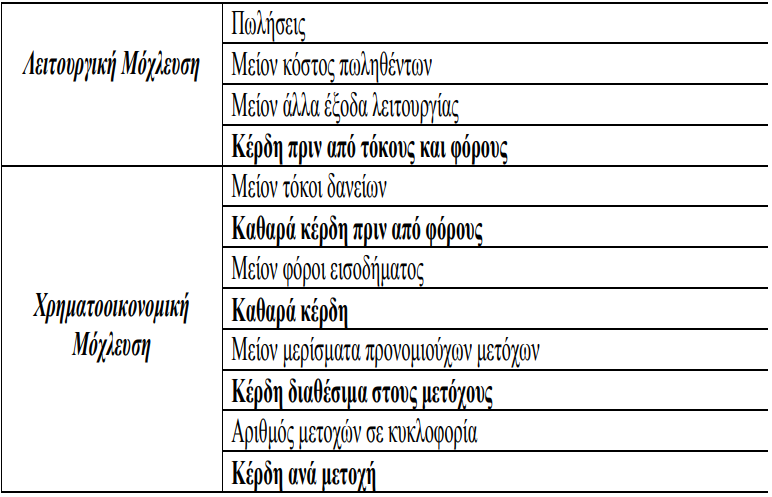 Λειτουργική Μόχλευση
Πωλήσεις
Μείον κόστος πωληθέντων
Μείον άλλα έξοδα λειτουργίας
Κέρδη πριν από τόκους και φόρους
Χρηματοοικονομική
Μόχλευση
Μείον τόκοι δανείων
Καθαρά κέρδη πριν από φόρους
Μείον φόροι εισοδήματος
Καθαρά κέρδη
Μείον μερίσματα προνομιούχων μετόχων
Κέρδη διαθέσιμα στους μετόχους
Αριθμός μετοχών σε κυκλοφορία
Κέρδη ανά μετοχή